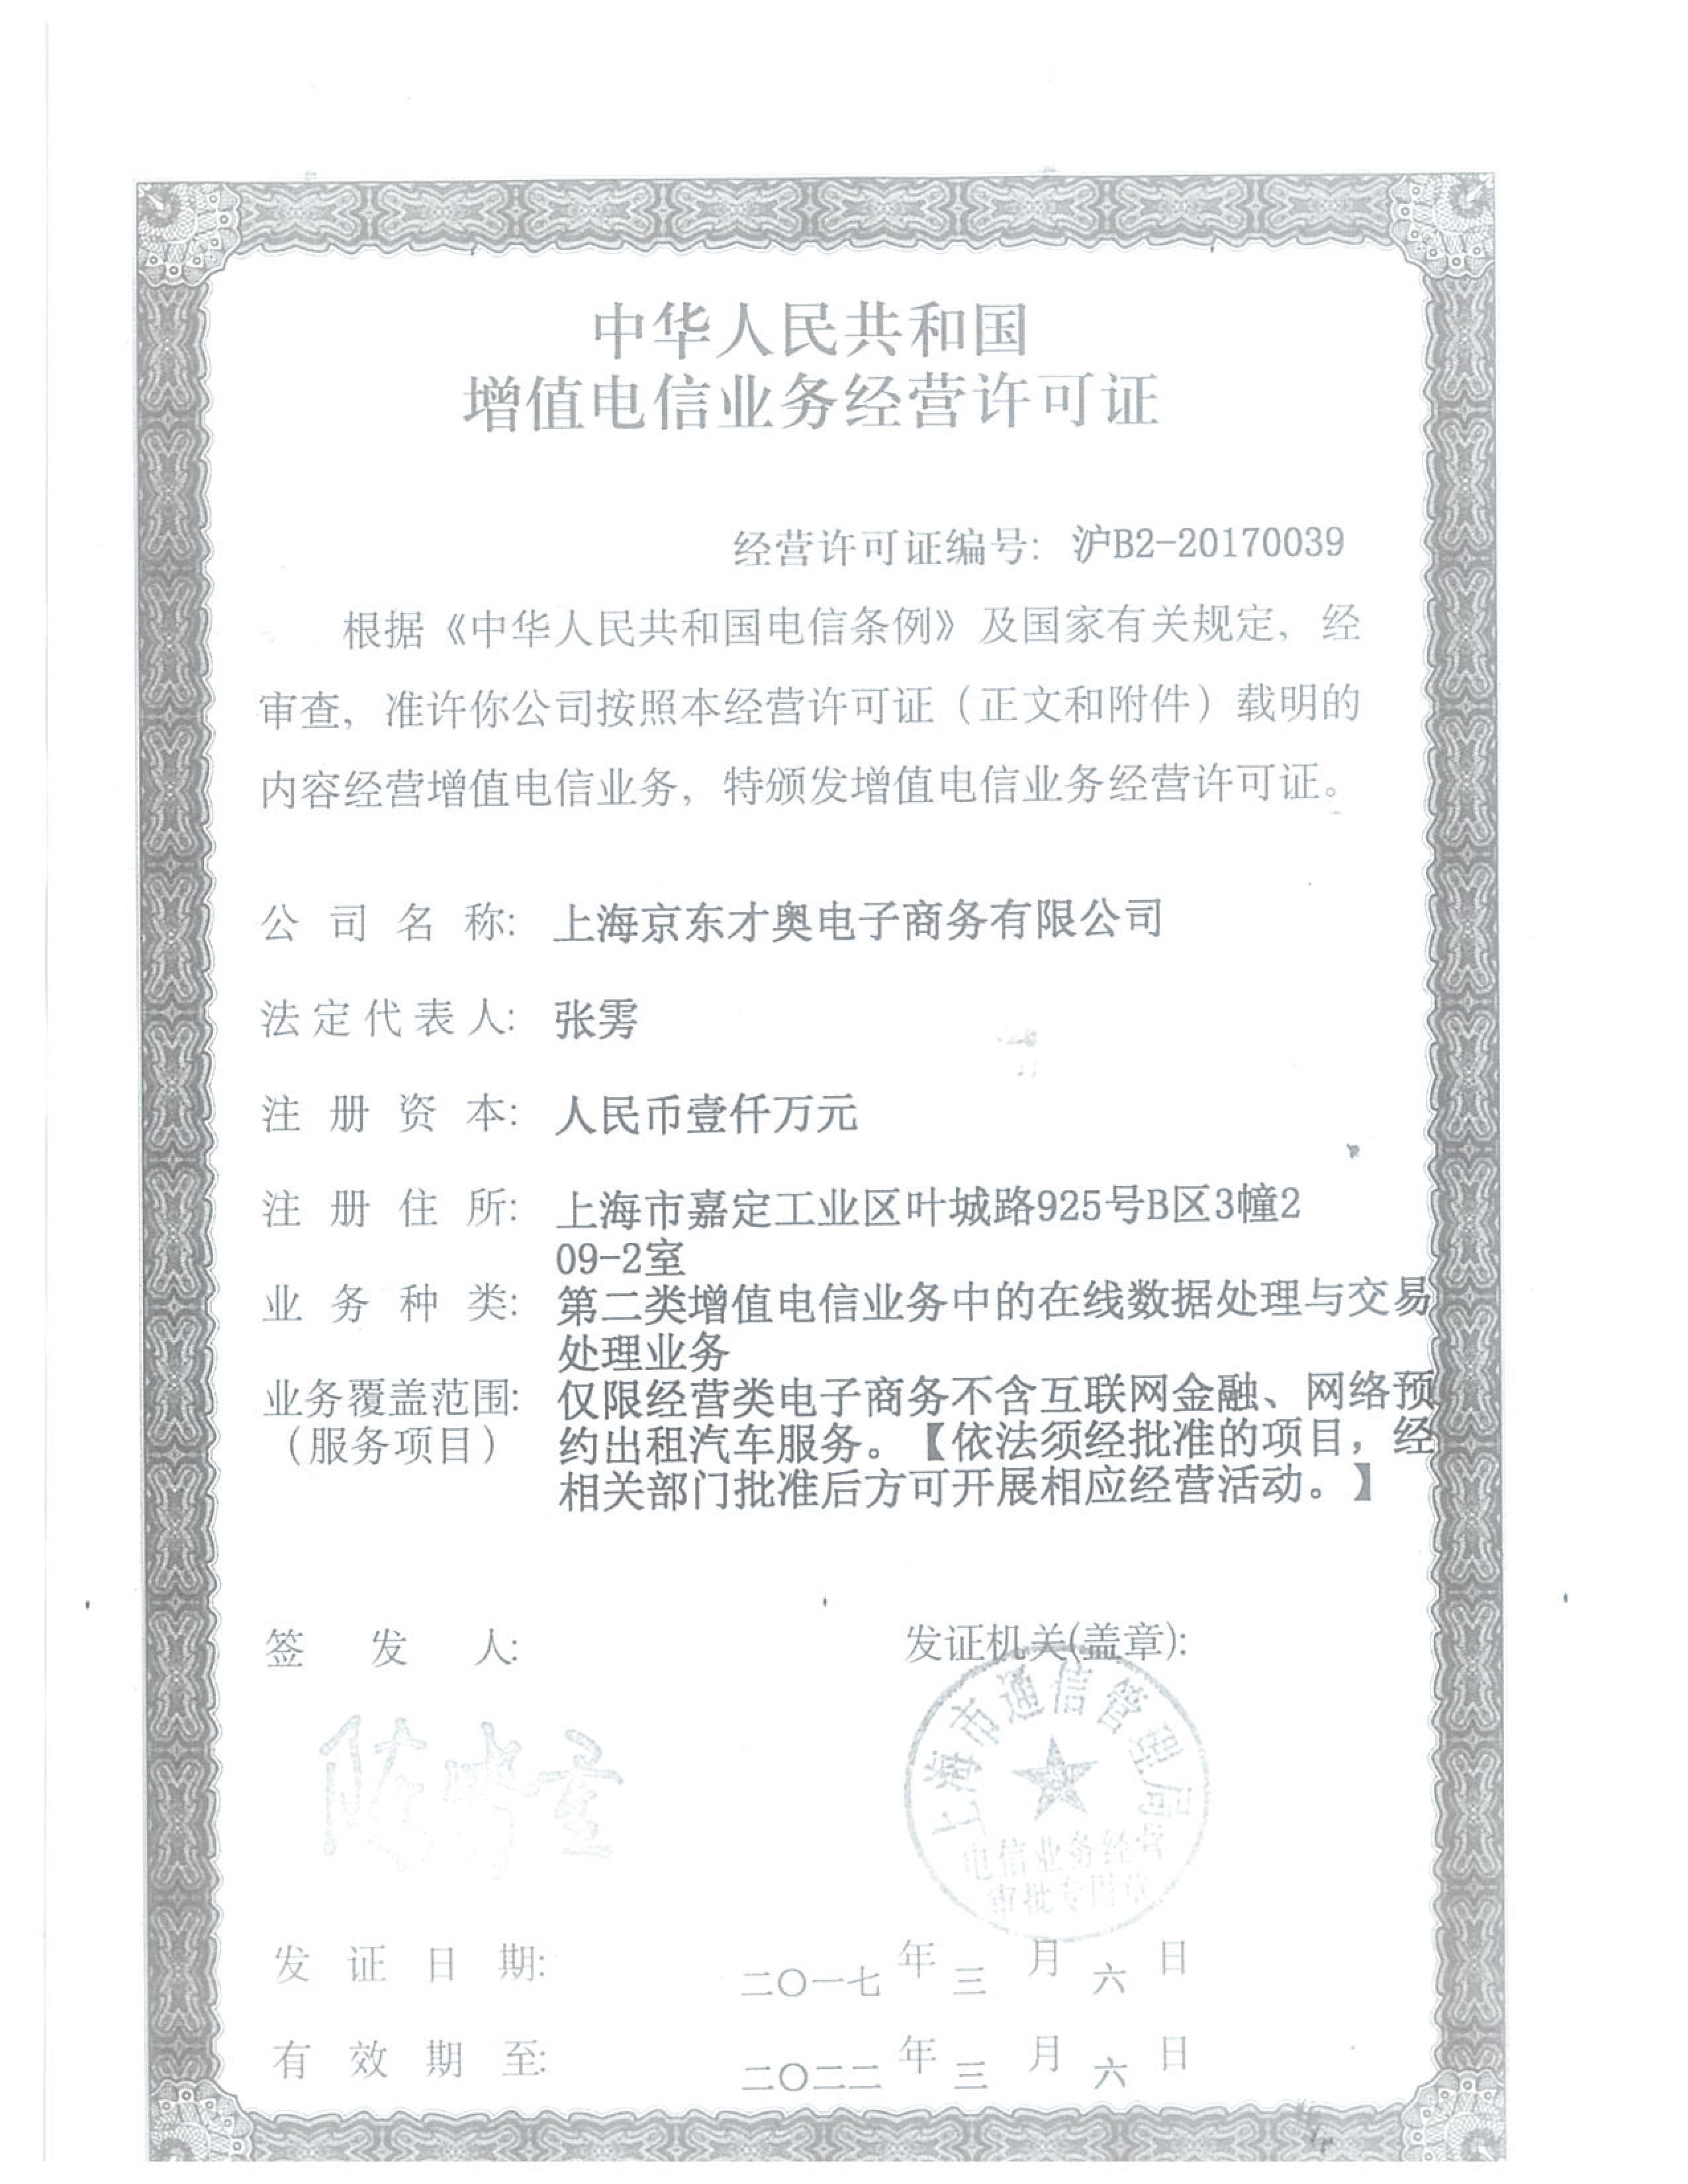 中华人民共和国
增值电信业务经营许可证
经营许可证编号：沪B2-20170039
根据《中华人民共和国电信条例》及国家有关规定，经
审查，准许你公司按照本经营许可证（正文和附件）载明的
内容经营增值电信业务，特颁发增值电信业务经营许可证。
公司名称：上海京东才奥电子商务有限公司
法定代表人：张雱
注册资本：人民币壹仟万元
注册住所：上海市嘉定工业区叶城路925号B区3幢2
09-2室
业务种类：第二类增值电信业务中的在线数据处理与交易
处理业务
业务覆盖范围：仅限经营类电子商务不含互联网金融、网络预
（服务项目） 约出租汽车服务。【依法须经批准的项目，经
相关部门批准后方可开展相应经营活动。】
签发人： 发证机关(盖章)：
上海市通信管理局
电信业务经营
审批专用章
发证日期： 二〇一七年三月六日
有效期至： 二〇二二年三月六日